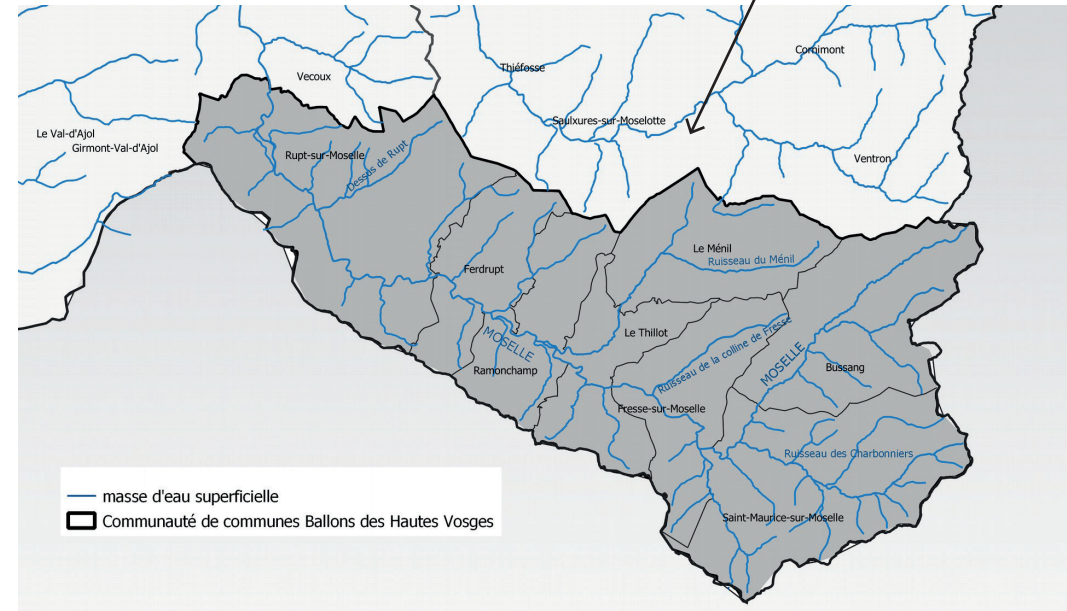 Cornimont
Thiéfosse
Vecoux
Saulxures-sur-Moselotte
Le Val-d'Ajol
Girmont-Val-d'Ajol
Rupt-sur-Moselle
Ventron
Dessus de Rupt
Le Ménil
Ruisseau du Ménil
Ferdrupt
Le Thillot
Ruisseau de la colline de Fresse
MOSELLE
MOSELLE
Ramonchamp
Bussang
Fresse-sur-Moselle
Ruisseau des Charbonniers
masse d'eau superficielle
Communauté de communes Ballons des Hautes Vosges
Saint-Maurice-sur-Moselle